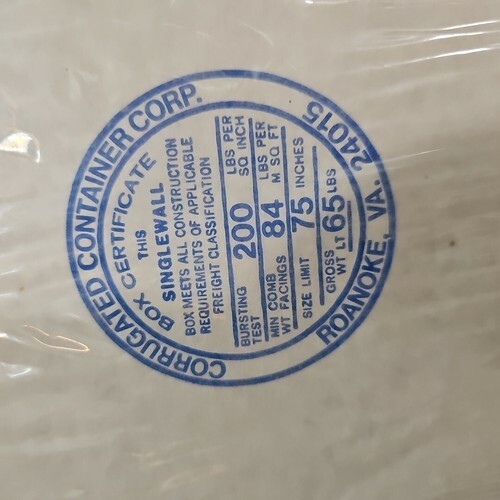 CORRUGATED CONTAINER CORP.
BOX CERTIFICATE
THIS
SINGLEWALL
BOX MEETS ALL CONSTRUCTION
REQUIREMENTS OF APPLICABLE
FREIGHT CLASSIFICATION
BURSTING TEST 200 LBS PER SQ INCH
MIN COMB WT FACINGS 84 LBS PER M SQ FT
SIZE LIMIT 75 INCHES
GROSS WT LT 65 LBS
ROANOKE, VA. 24015